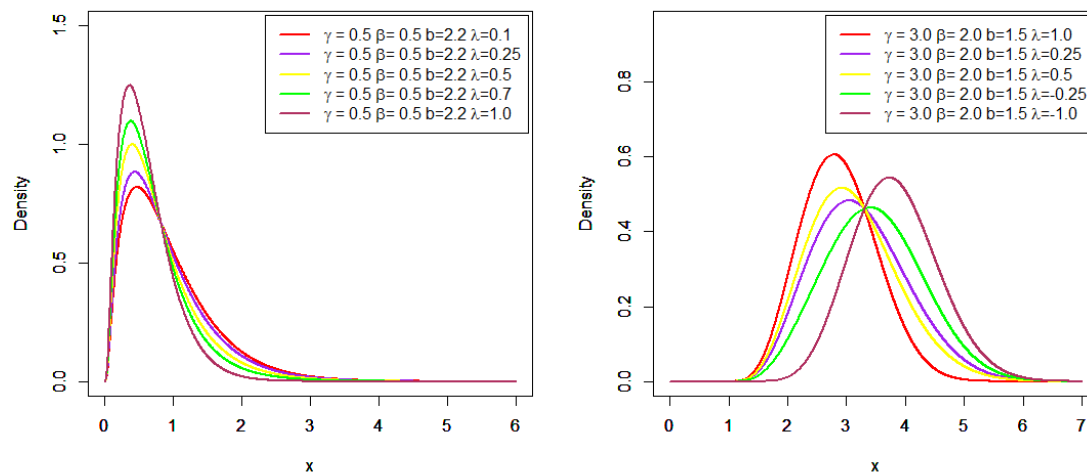 1.5
1.0
0.5
0.0
Density
γ = 0.5 β= 0.5 b=2.2 λ=0.1
γ = 0.5 β= 0.5 b=2.2 λ=0.25
γ = 0.5 β= 0.5 b=2.2 λ=0.5
γ = 0.5 β= 0.5 b=2.2 λ=0.7
γ = 0.5 β= 0.5 b=2.2 λ=1.0
0 1 2 3 4 5 6
x
0.8
0.6
0.4
0.2
0.0
Density
γ = 3.0 β= 2.0 b=1.5 λ=1.0
γ = 3.0 β= 2.0 b=1.5 λ=0.25
γ = 3.0 β= 2.0 b=1.5 λ=0.5
γ = 3.0 β= 2.0 b=1.5 λ=-0.25
γ = 3.0 β= 2.0 b=1.5 λ=-1.0
0 1 2 3 4 5 6 7
x